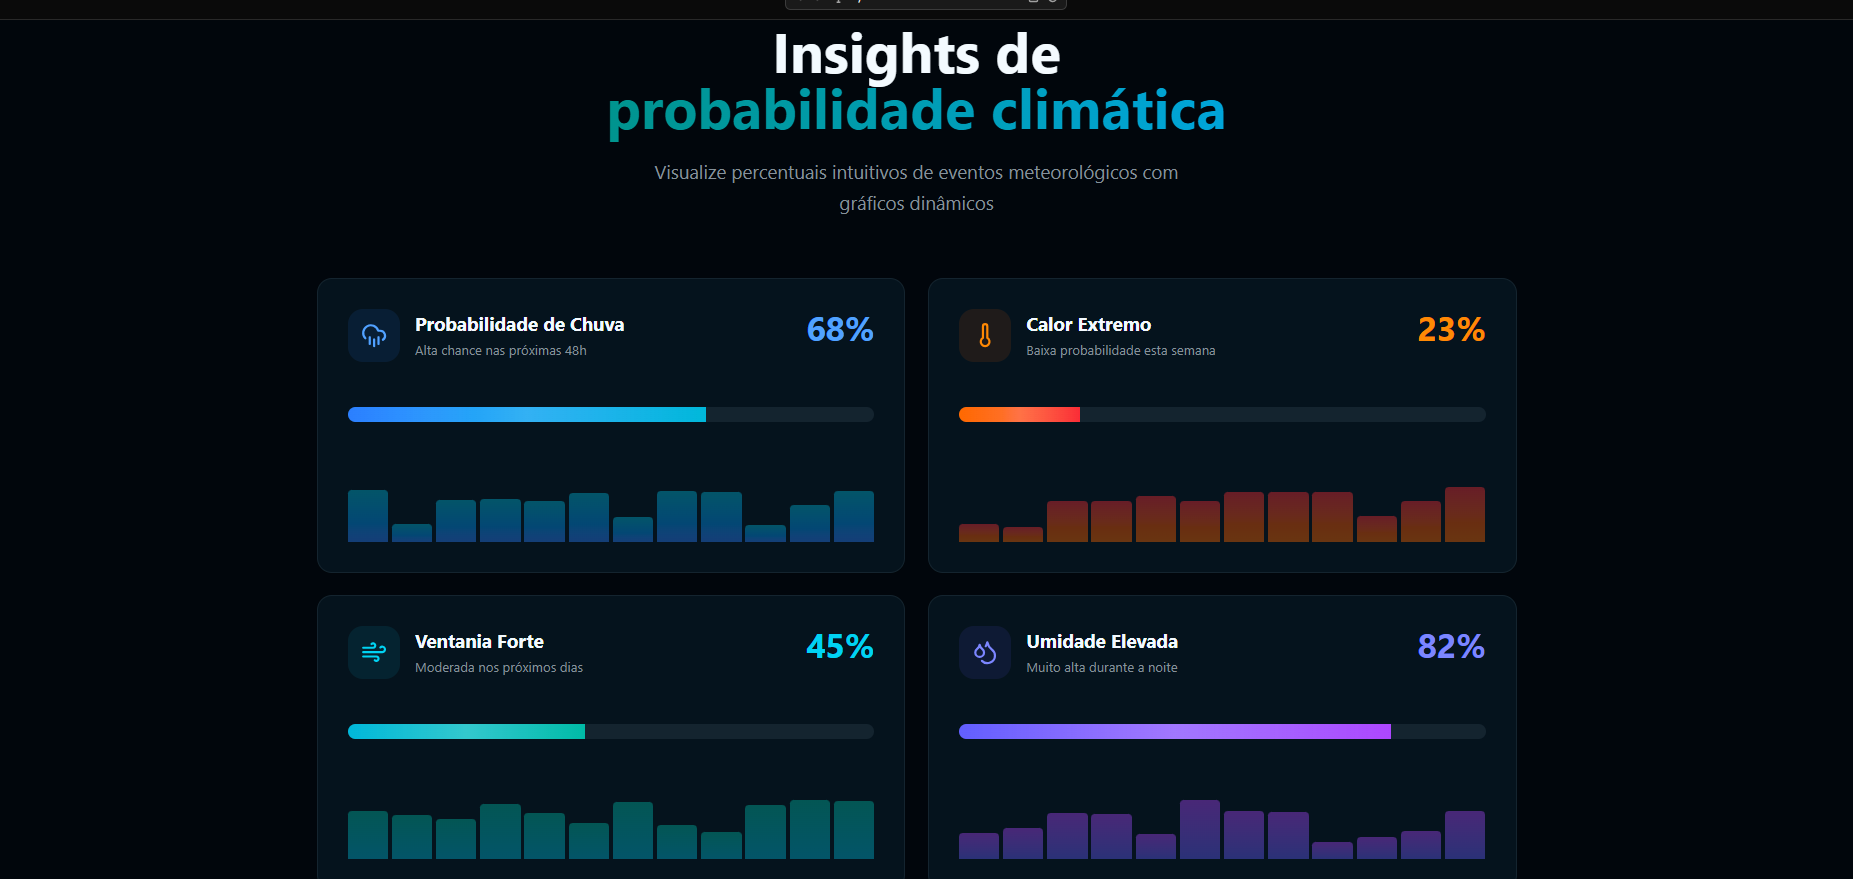 Insights de
probabilidade climática
Visualize percentuais intuitivos de eventos meteorológicos com
gráficos dinâmicos
Probabilidade de Chuva
Alta chance nas próximas 48h
68%
Calor Extremo
Baixa probabilidade esta semana
23%
Ventania Forte
Moderada nos próximos dias
45%
Umidade Elevada
Muito alta durante a noite
82%